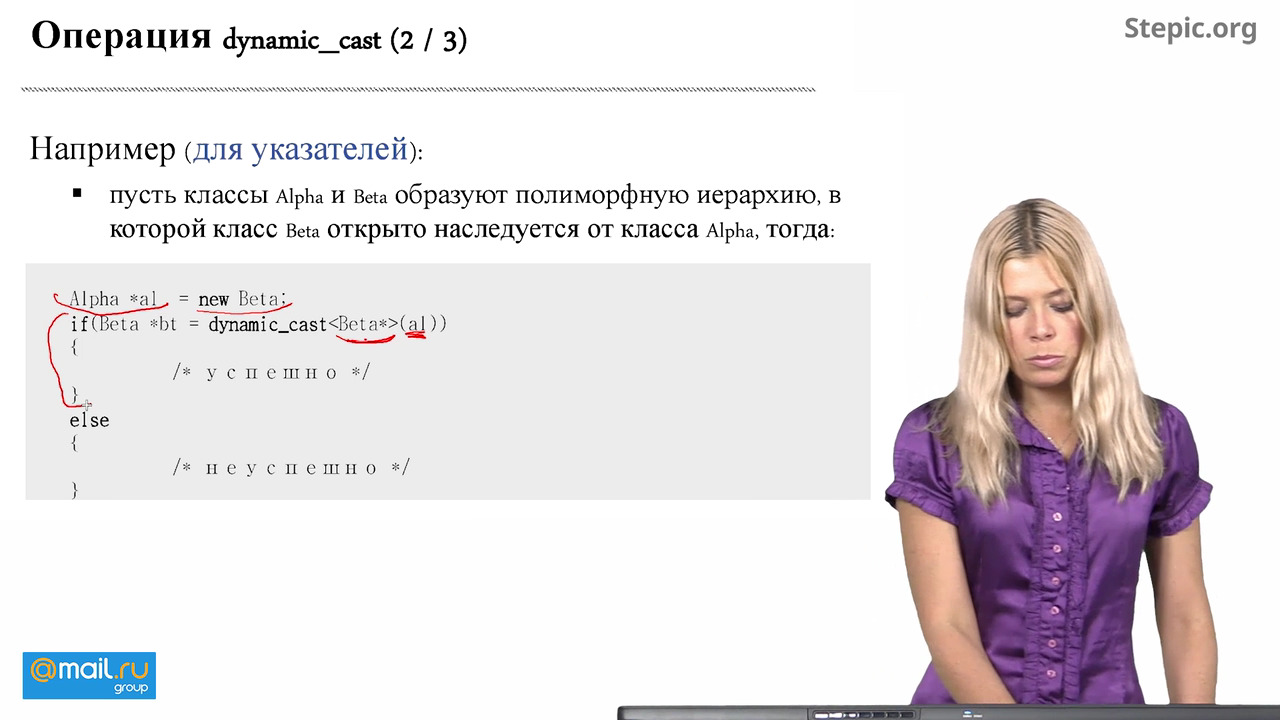 Операция dynamic_cast (2 / 3)
Stepic.org
Например (для указателей):
▪ пусть классы Alpha и Beta образуют полиморфную иерархию, в
которой класс Beta открыто наследуется от класса Alpha, тогда:
Alpha *al = new Beta;
if(Beta *bt = dynamic_cast<Beta*>(al))
{
/* успешно */
}
else
{
/* неуспешно */
}
@mail.ru
group